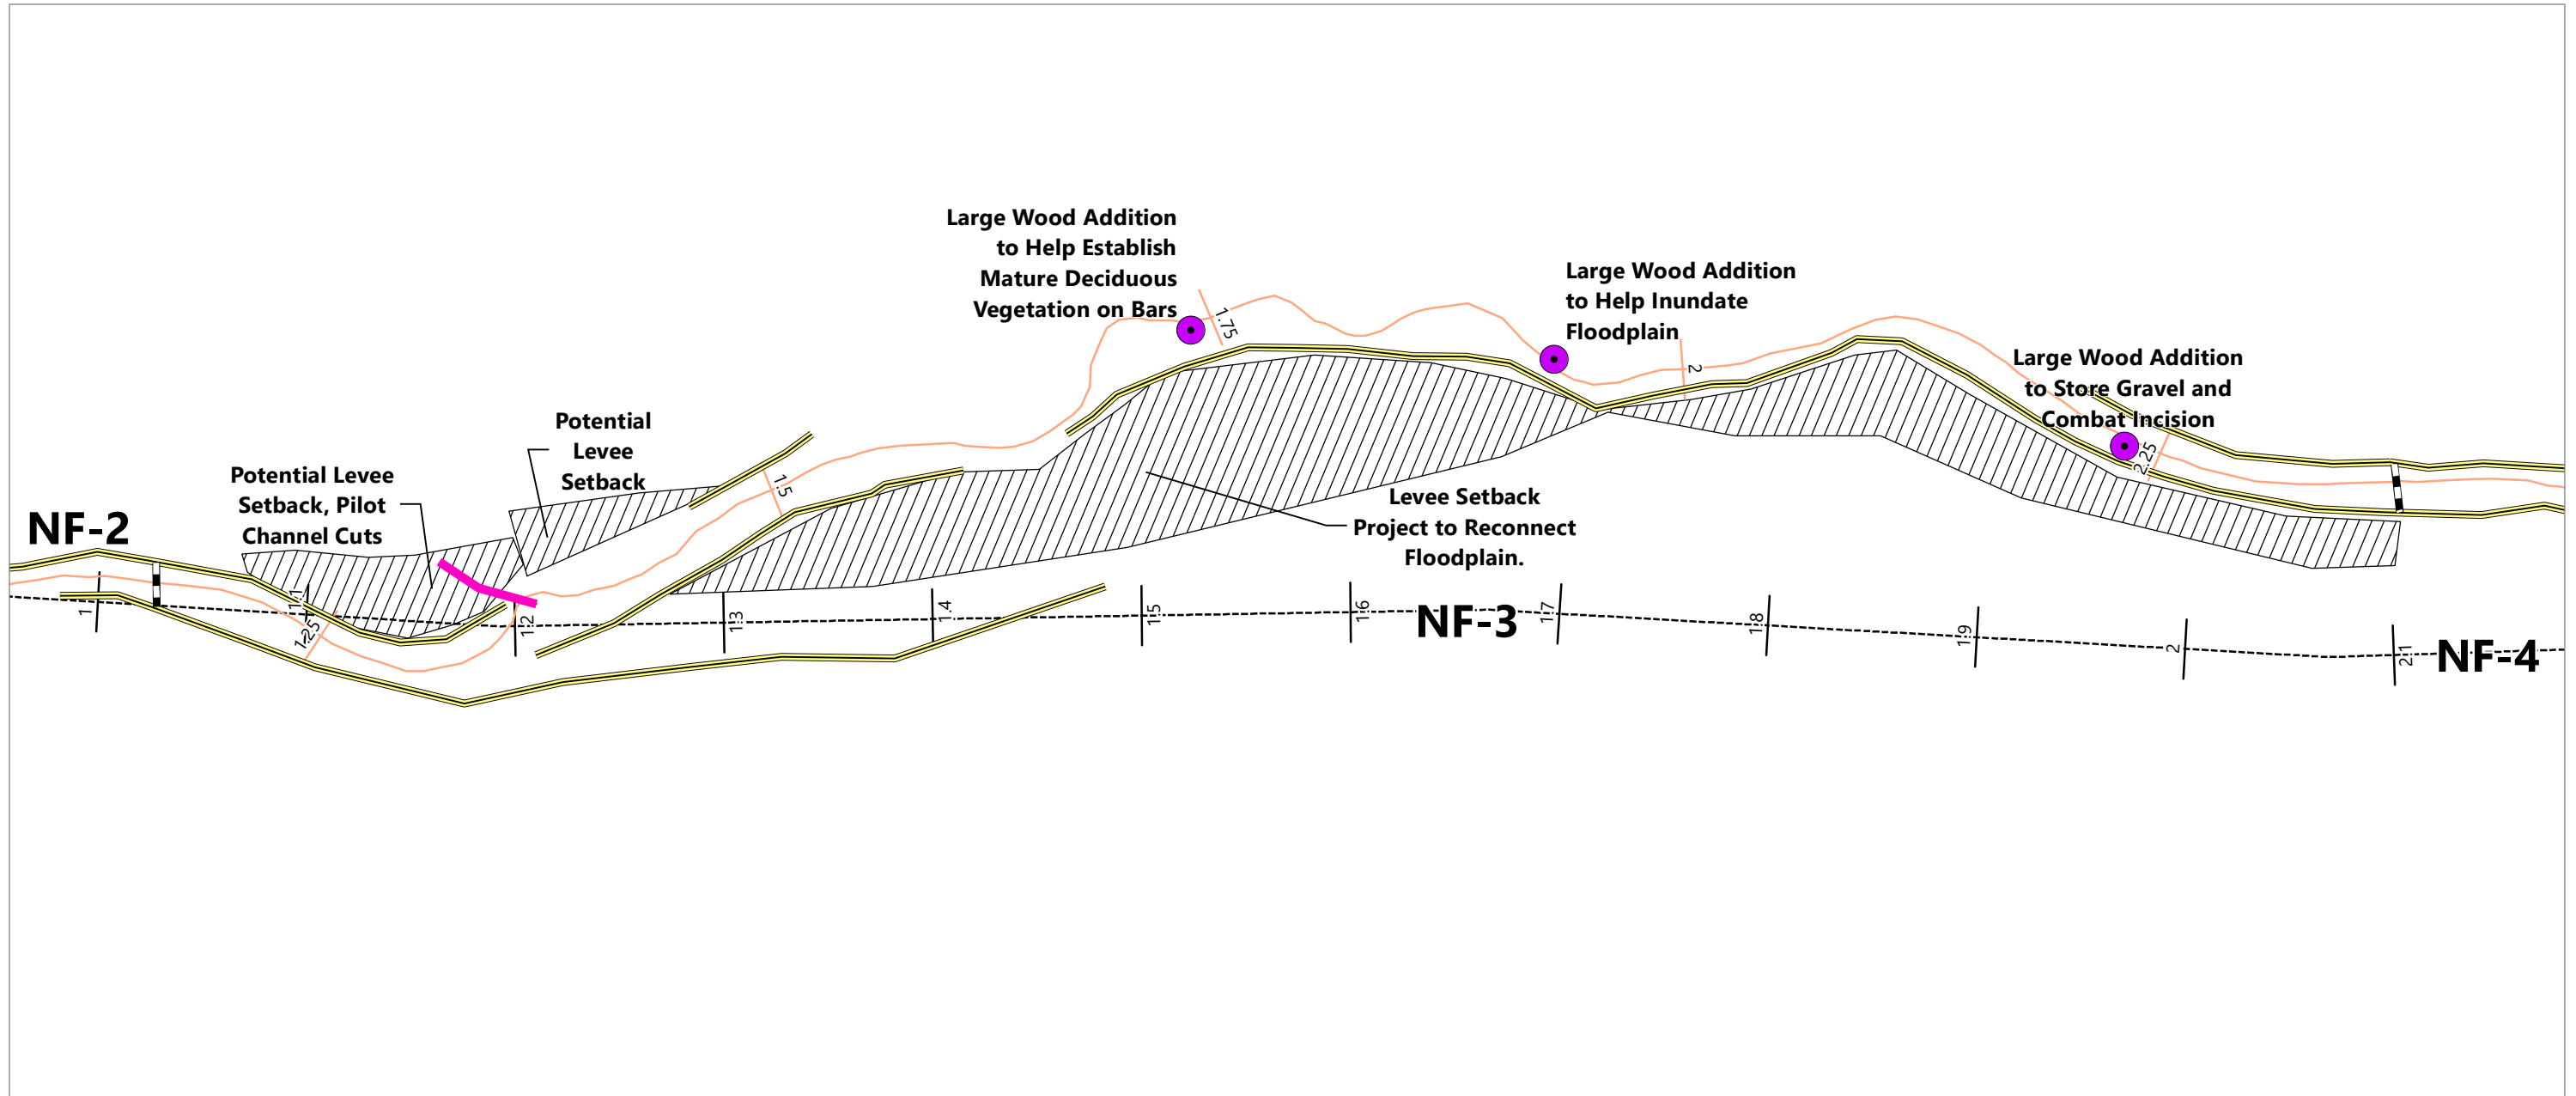 Large Wood Addition
to Help Establish
Mature Deciduous
Vegetation on Bars
1.75
Large Wood Addition
to Help Inundate
Floodplain
2
Large Wood Addition
to Store Gravel and
Combat Incision
2.25
Potential
Levee
Setback
Potential Levee
Setback, Pilot
Channel Cuts
1.5
Levee Setback
Project to Reconnect
Floodplain.
NF-2
NF-3
NF-4
1.25
1
1.1
1.2
1.3
1.4
1.5
1.6
1.7
1.8
1.9
2
2.1